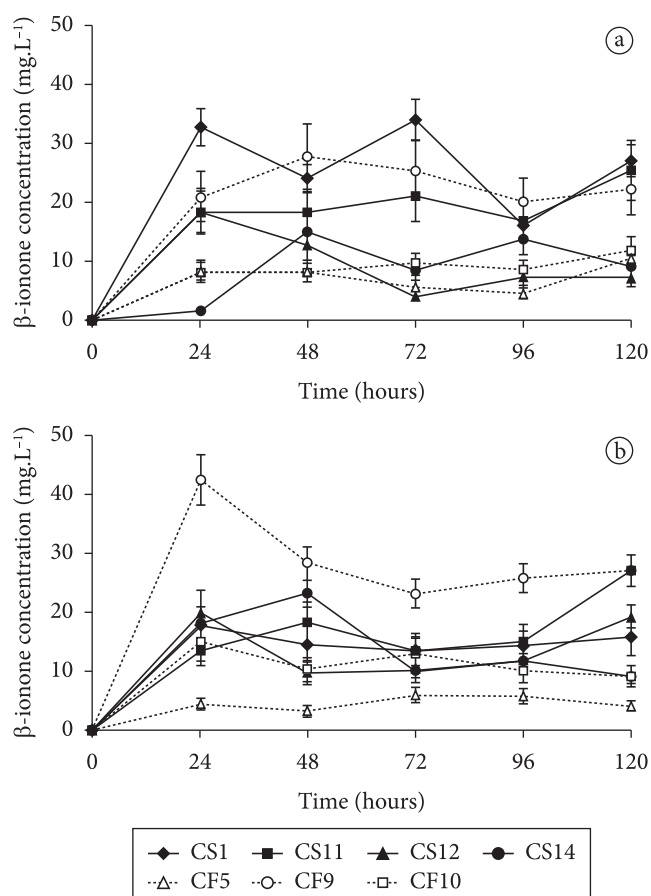 50
40
30
20
10
0
β-ionone concentration (mg.L⁻¹)
a
0 24 48 72 96 120
Time (hours)
50
40
30
20
10
0
β-ionone concentration (mg.L⁻¹)
b
0 24 48 72 96 120
Time (hours)
CS1 CS11 CS12 CS14
CF5 CF9 CF10